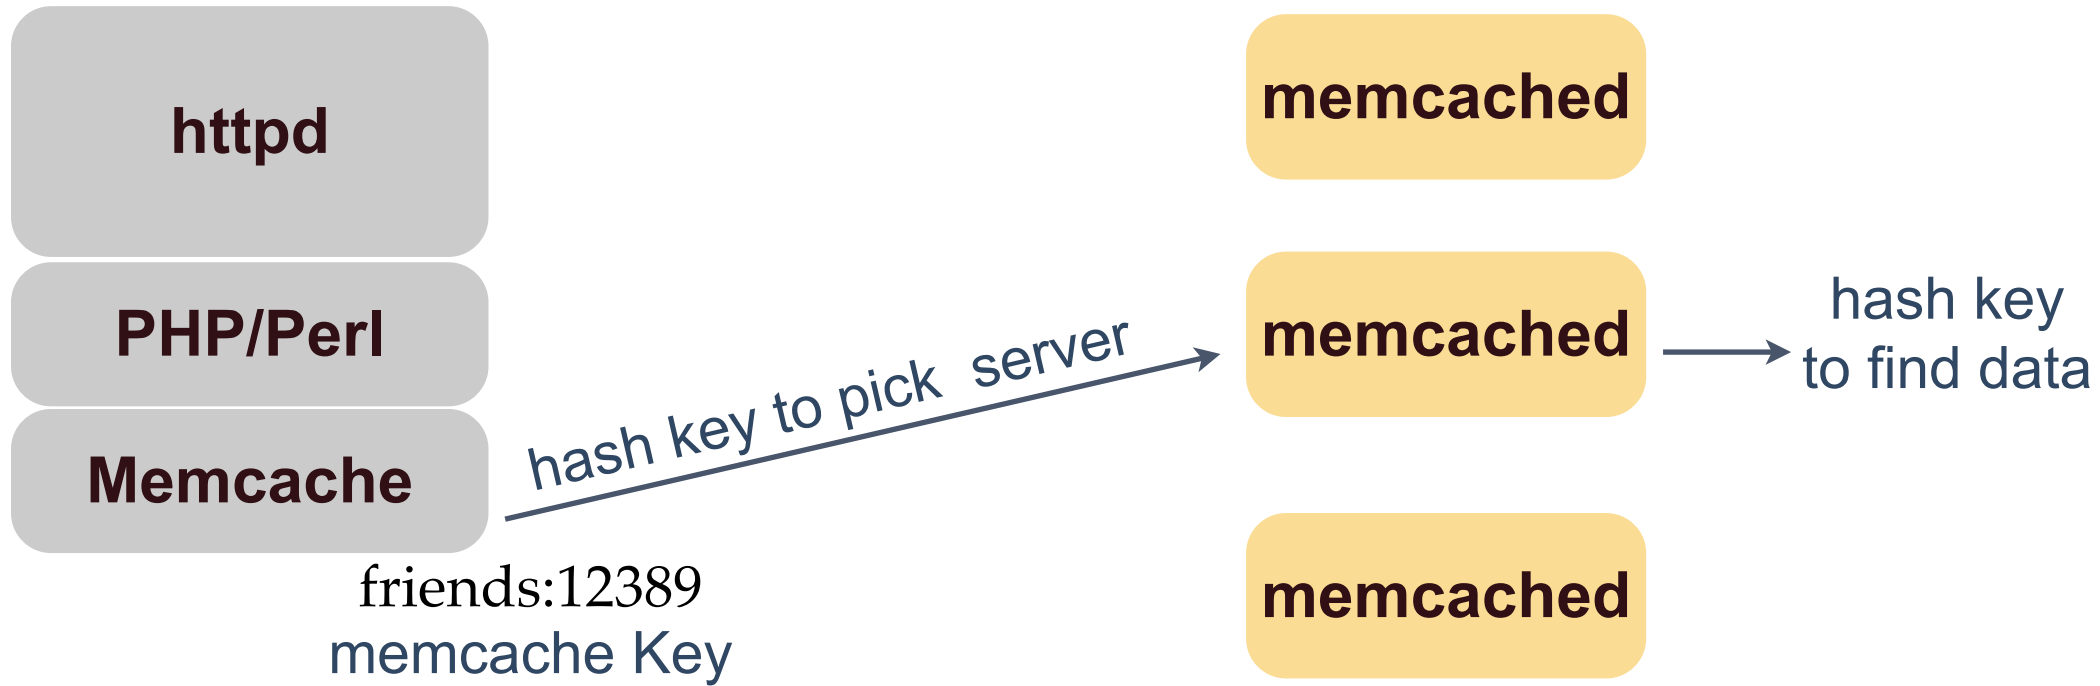 httpd
PHP/Perl
Memcache
friends:12389
memcache Key
hash key to pick server
memcached
memcached
memcached
hash key
to find data